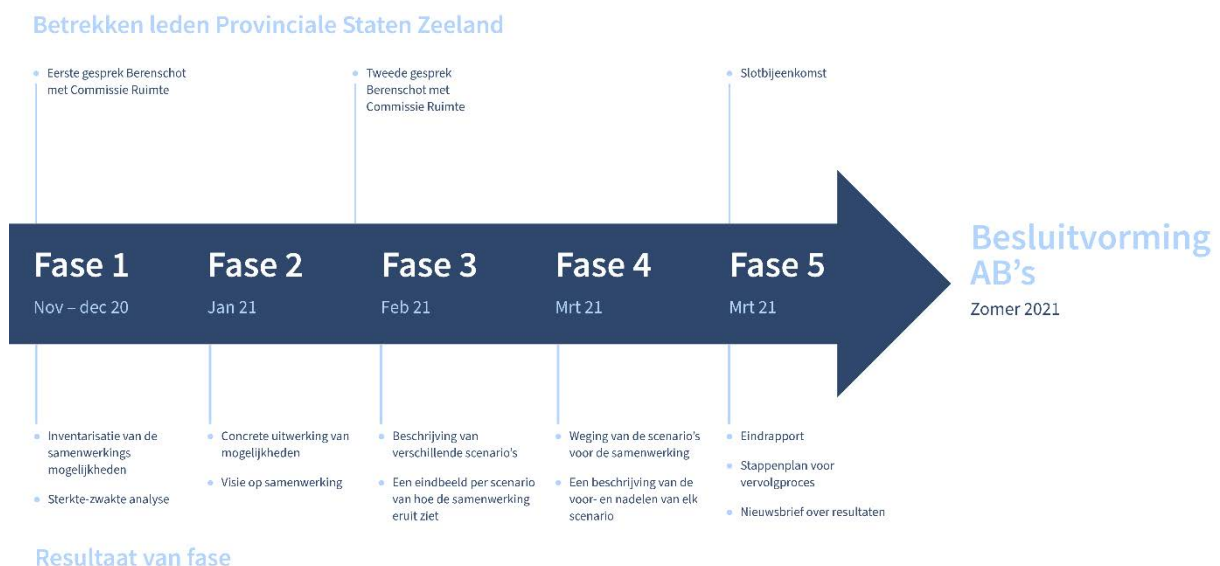 Betrekken leden Provinciale Staten Zeeland
Eerste gesprek Berenschot
met Commissie Ruimte
Tweede gesprek
Berenschot met
Commissie Ruimte
Slotbijeenkomst
Fase 1
Nov – dec 20
Fase 2
Jan 21
Fase 3
Feb 21
Fase 4
Mrt 21
Fase 5
Mrt 21
Besluitvorming
AB's
Zomer 2021
Inventarisatie van de
samenwerkings
mogelijkheden
Sterkte-zwakte analyse
Concrete uitwerking van
mogelijkheden
Visie op samenwerking
Beschrijving van
verschillende scenario's
Een eindbeeld per scenario
van hoe de samenwerking
eruit ziet
Weging van de scenario's
voor de samenwerking
Een beschrijving van de
voor- en nadelen van elk
scenario
Eindrapport
Stappenplan voor
vervolgproces
Nieuwsbrief over resultaten
Resultaat van fase